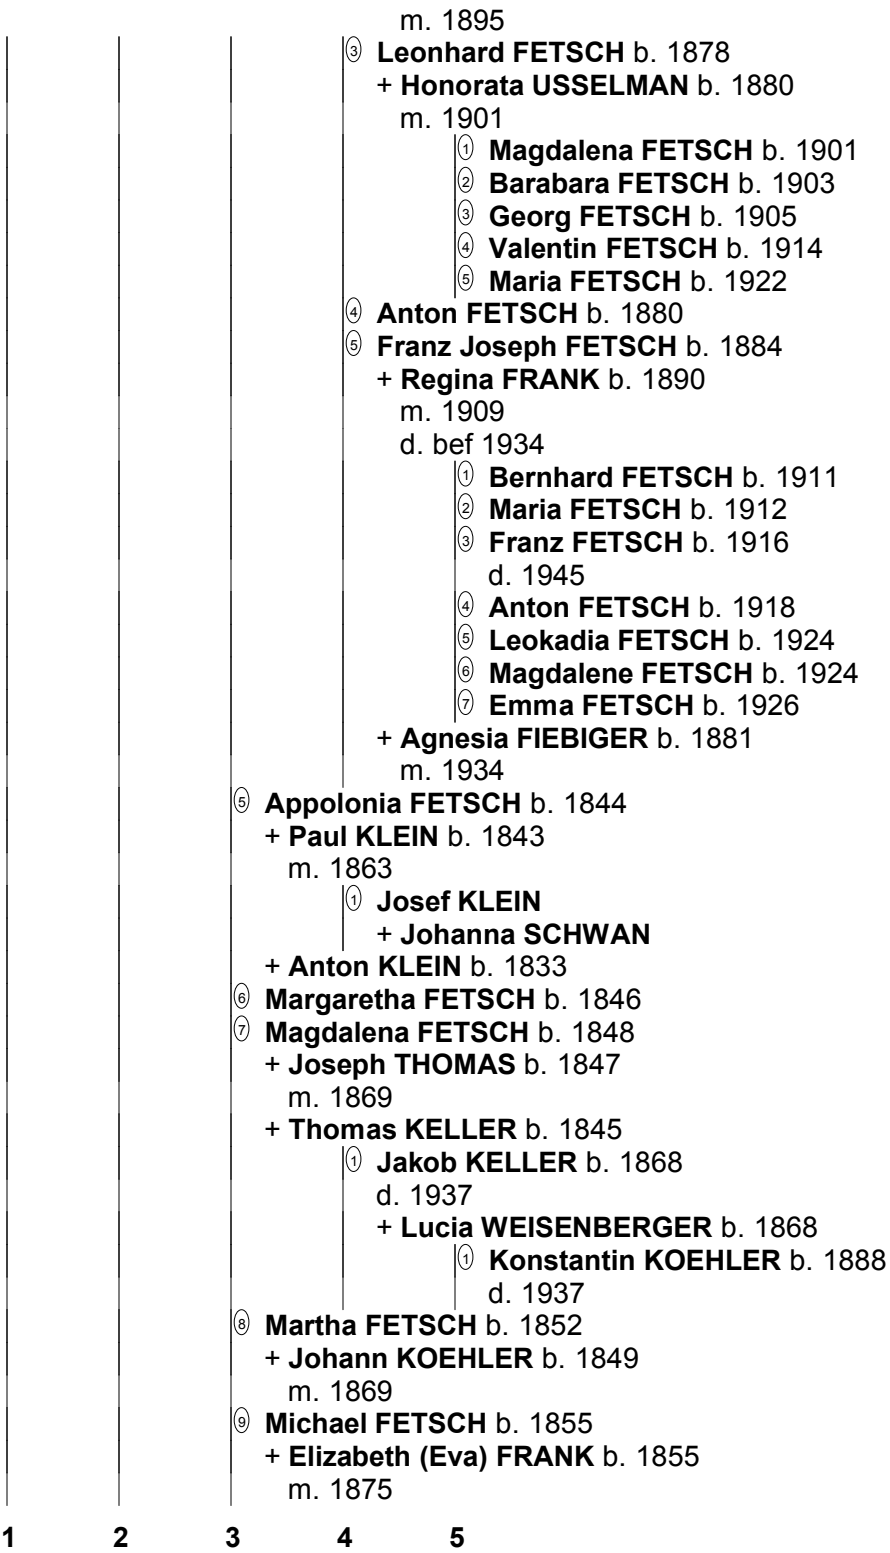 m. 1895
③ Leonhard FETSCH b. 1878
+ Honorata USSELMAN b. 1880
m. 1901
① Magdalena FETSCH b. 1901
② Barabara FETSCH b. 1903
③ Georg FETSCH b. 1905
④ Valentin FETSCH b. 1914
⑤ Maria FETSCH b. 1922
④ Anton FETSCH b. 1880
⑤ Franz Joseph FETSCH b. 1884
+ Regina FRANK b. 1890
m. 1909
d. bef 1934
① Bernhard FETSCH b. 1911
② Maria FETSCH b. 1912
③ Franz FETSCH b. 1916
d. 1945
④ Anton FETSCH b. 1918
⑤ Leokadia FETSCH b. 1924
⑥ Magdalene FETSCH b. 1924
⑦ Emma FETSCH b. 1926
+ Agnesia FIEBIGER b. 1881
m. 1934
⑤ Appolonia FETSCH b. 1844
+ Paul KLEIN b. 1843
m. 1863
① Josef KLEIN
+ Johanna SCHWAN
+ Anton KLEIN b. 1833
⑥ Margaretha FETSCH b. 1846
⑦ Magdalena FETSCH b. 1848
+ Joseph THOMAS b. 1847
m. 1869
+ Thomas KELLER b. 1845
① Jakob KELLER b. 1868
d. 1937
+ Lucia WEISENBERGER b. 1868
① Konstantin KOEHLER b. 1888
d. 1937
⑧ Martha FETSCH b. 1852
+ Johann KOEHLER b. 1849
m. 1869
⑨ Michael FETSCH b. 1855
+ Elizabeth (Eva) FRANK b. 1855
m. 1875
1 2 3 4 5